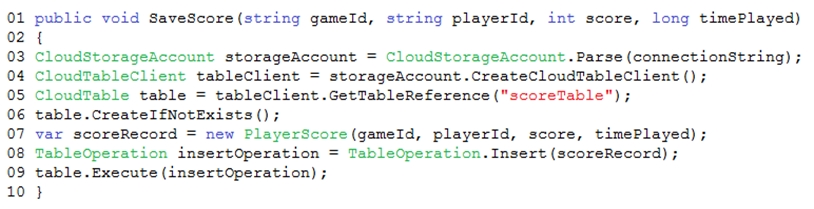 01 public void SaveScore(string gameId, string playerId, int score, long timePlayed)
02 {
03 CloudStorageAccount storageAccount = CloudStorageAccount.Parse(connectionString);
04 CloudTableClient tableClient = storageAccount.CreateCloudTableClient();
05 CloudTable table = tableClient.GetTableReference("scoreTable");
06 table.CreateIfNotExists();
07 var scoreRecord = new PlayerScore(gameId, playerId, score, timePlayed);
08 TableOperation insertOperation = TableOperation.Insert(scoreRecord);
09 table.Execute(insertOperation);
10 }